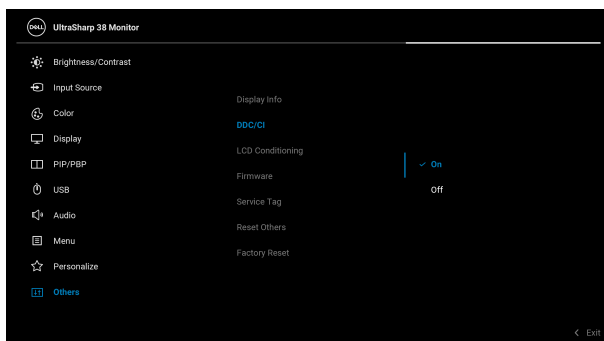 DELL UltraSharp 38 Monitor
Brightness/Contrast
Input Source
Color
Display
PIP/PBP
USB
Audio
Menu
Personalize
Others
Display Info
DDC/CI
LCD Conditioning
Firmware
Service Tag
Reset Others
Factory Reset
On
Off
Exit